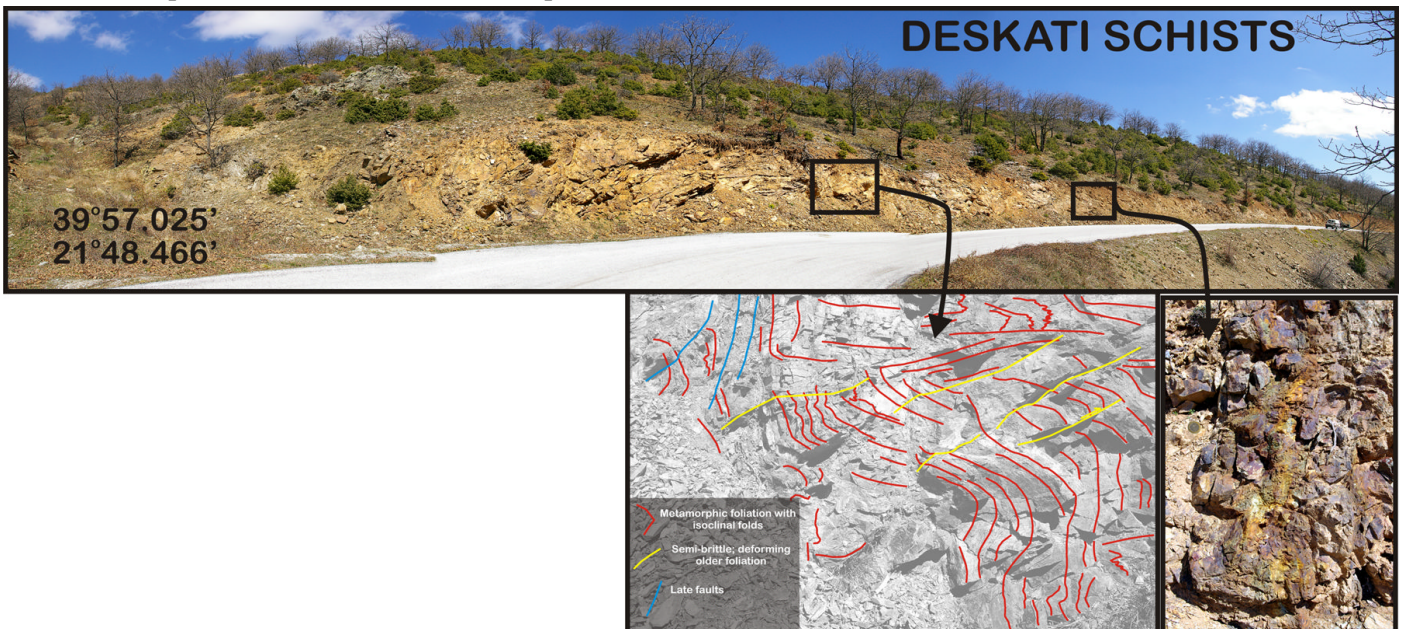 DESKATI SCHISTS
39°57.025’
21°48.466’
Metamorphic foliation with
isoclinal folds
Semi-brittle; deforming
older foliation
Late faults